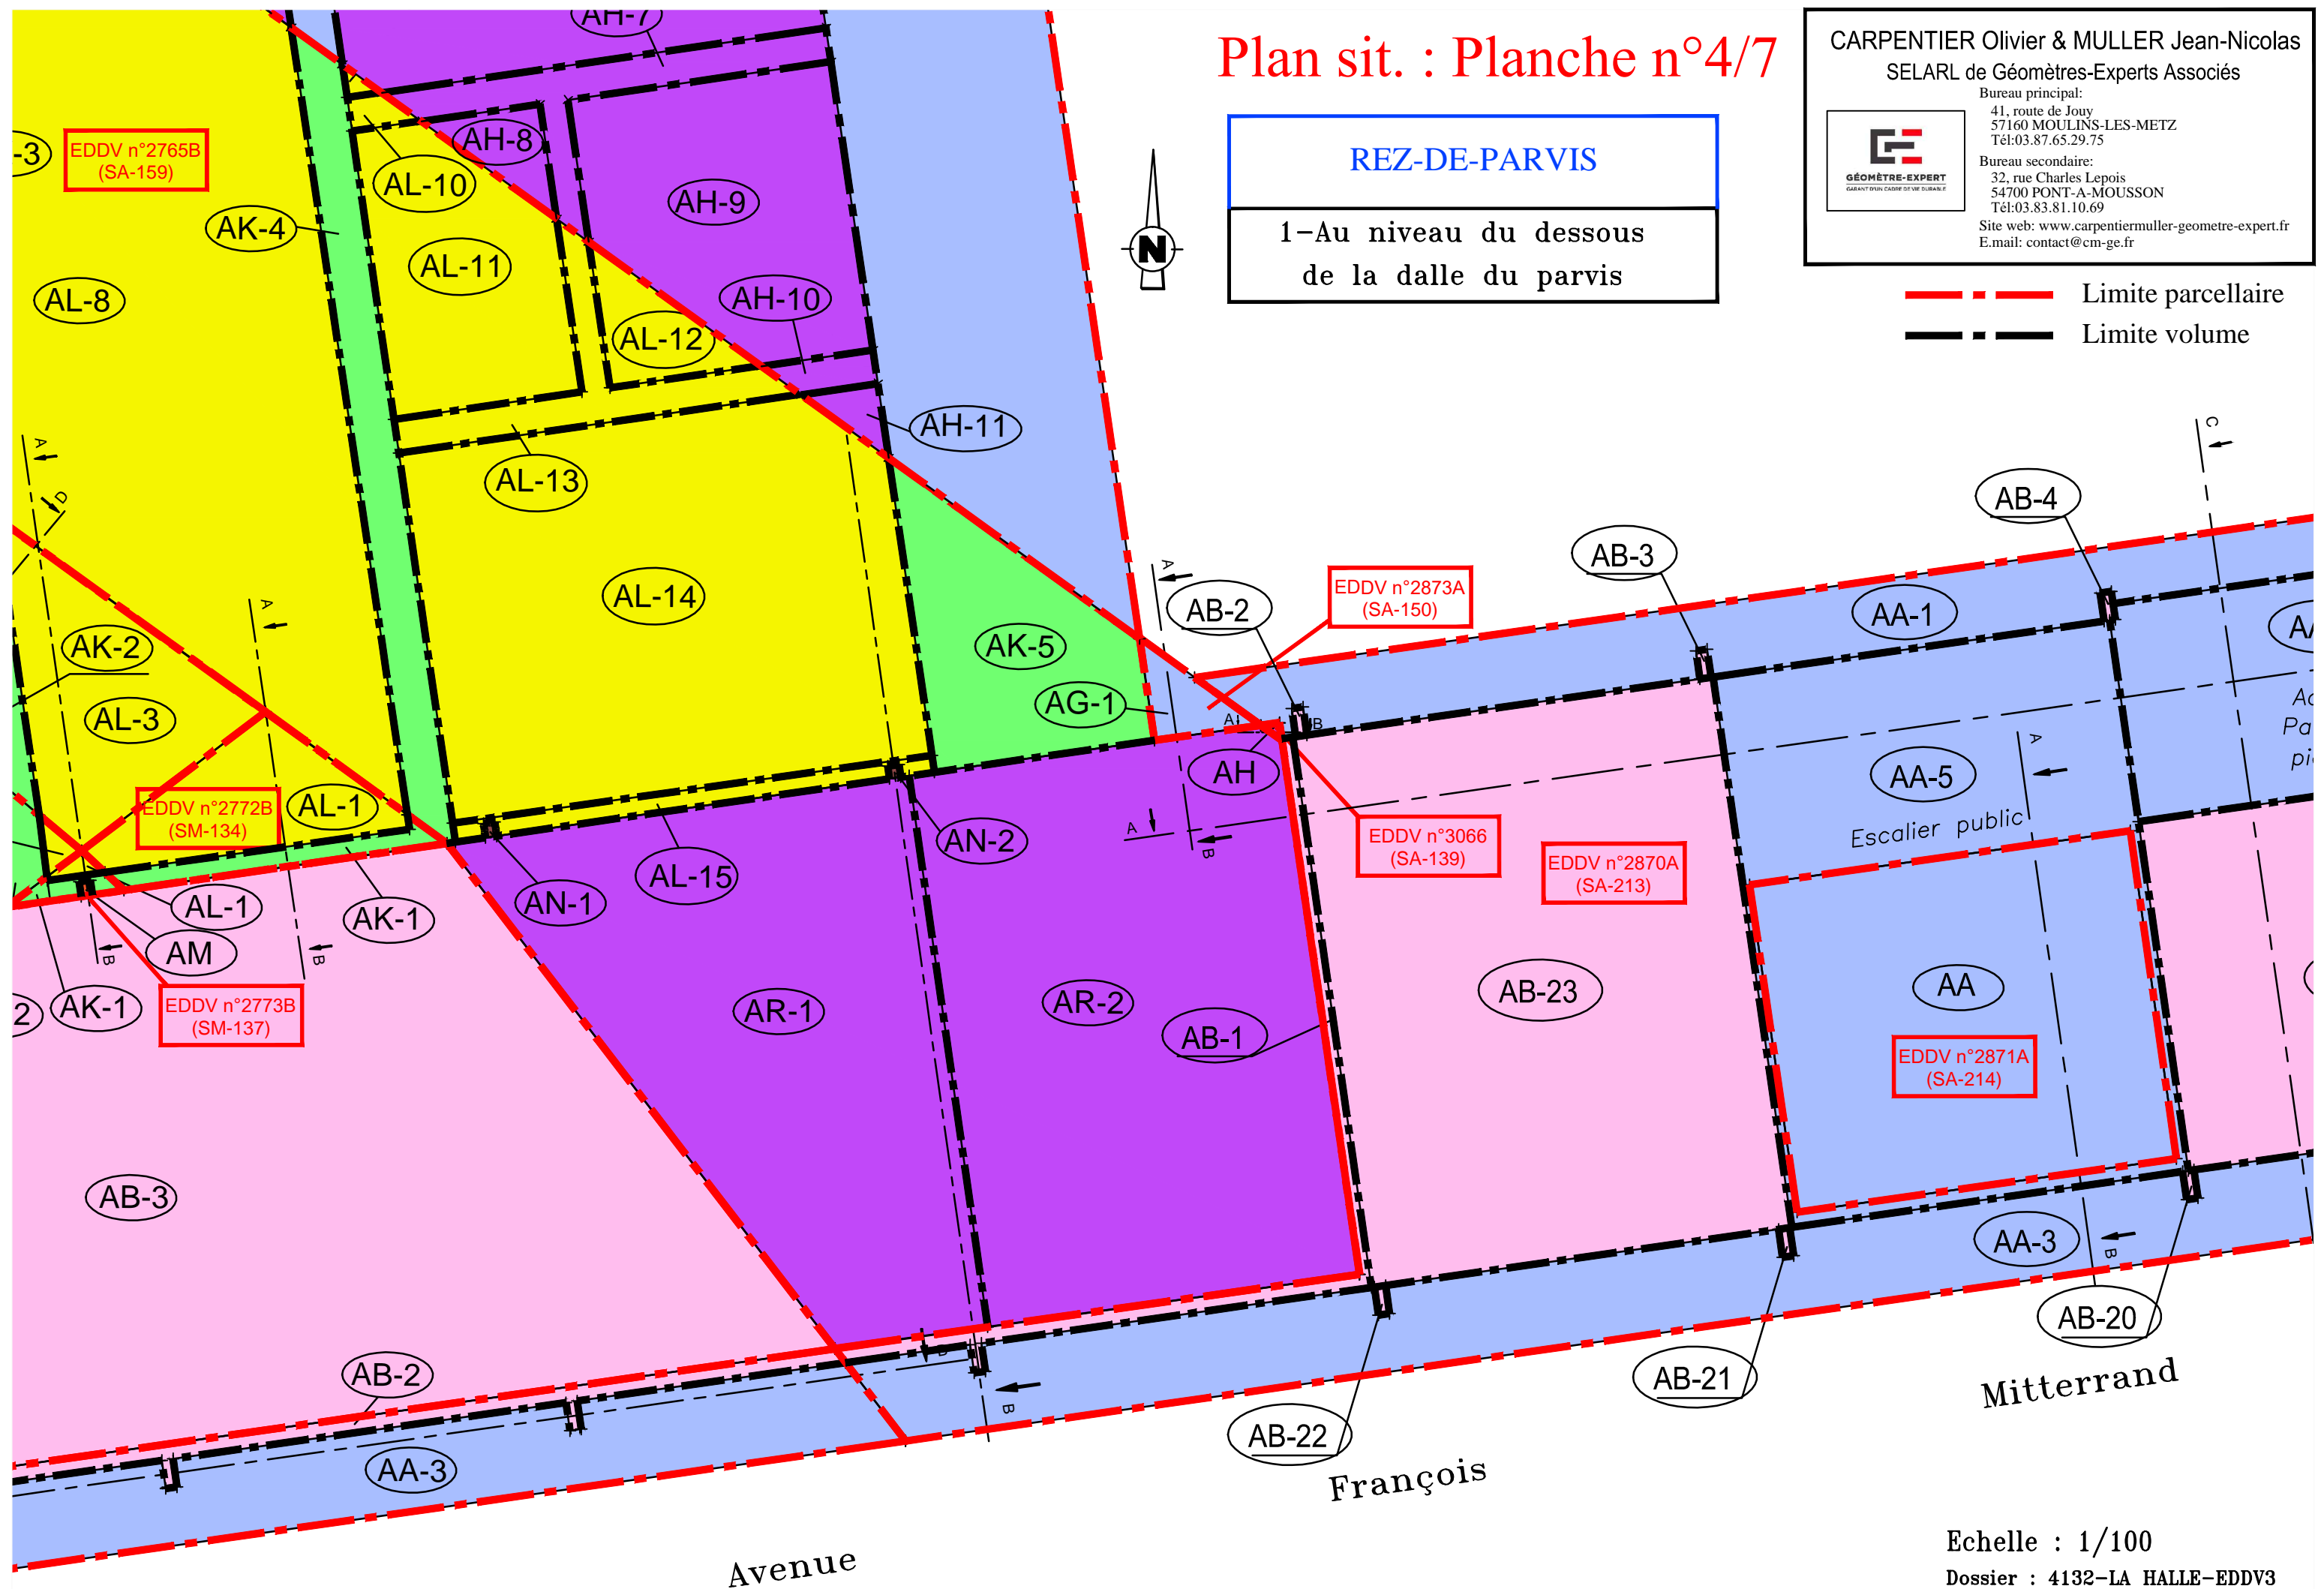 Plan sit. : Planche n°4/7
REZ-DE-PARVIS
1-Au niveau du dessous
de la dalle du parvis
CARPENTIER Olivier & MULLER Jean-Nicolas
SELARL de Géomètres-Experts Associés
Bureau principal:
41, route de Jouy
57160 MOULINS-LES-METZ
Tél:03.87.65.29.75
Bureau secondaire:
32, rue Charles Lepois
54700 PONT-A-MOUSSON
Tél:03.83.81.10.69
Site web: www.carpentiermuller-geometre-expert.fr
E.mail: contact@cm-ge.fr
GÉOMÈTRE-EXPERT
GARANT D'UN CADRE DE VIE DURABLE
Limite parcellaire
Limite volume
N
AH-7
-3
EDDV n°2765B
(SA-159)
AH-8
AL-10
AH-9
AK-4
AL-11
AL-8
AH-10
AL-12
AH-11
AL-13
A
D
C
AB-4
AB-3
AL-14
A
A
AB-2
EDDV n°2873A
(SA-150)
AA-1
AK-2
AK-5
AL-3
AG-1
A
B
AH
A
AA-5
Escalier public
EDDV n°2772B
(SM-134)
AL-1
A
B
AN-2
EDDV n°3066
(SA-139)
EDDV n°2870A
(SA-213)
AL-15
AN-1
AL-1
AK-1
AM
B
B
AK-1
2
EDDV n°2773B
(SM-137)
AR-1
AR-2
AB-1
AB-23
AA
EDDV n°2871A
(SA-214)
AB-3
AA-3
B
AB-20
AB-2
AB-21
B
AB-22
AA-3
Avenue
François
Mitterrand
Echelle : 1/100
Dossier : 4132-LA HALLE-EDDV3